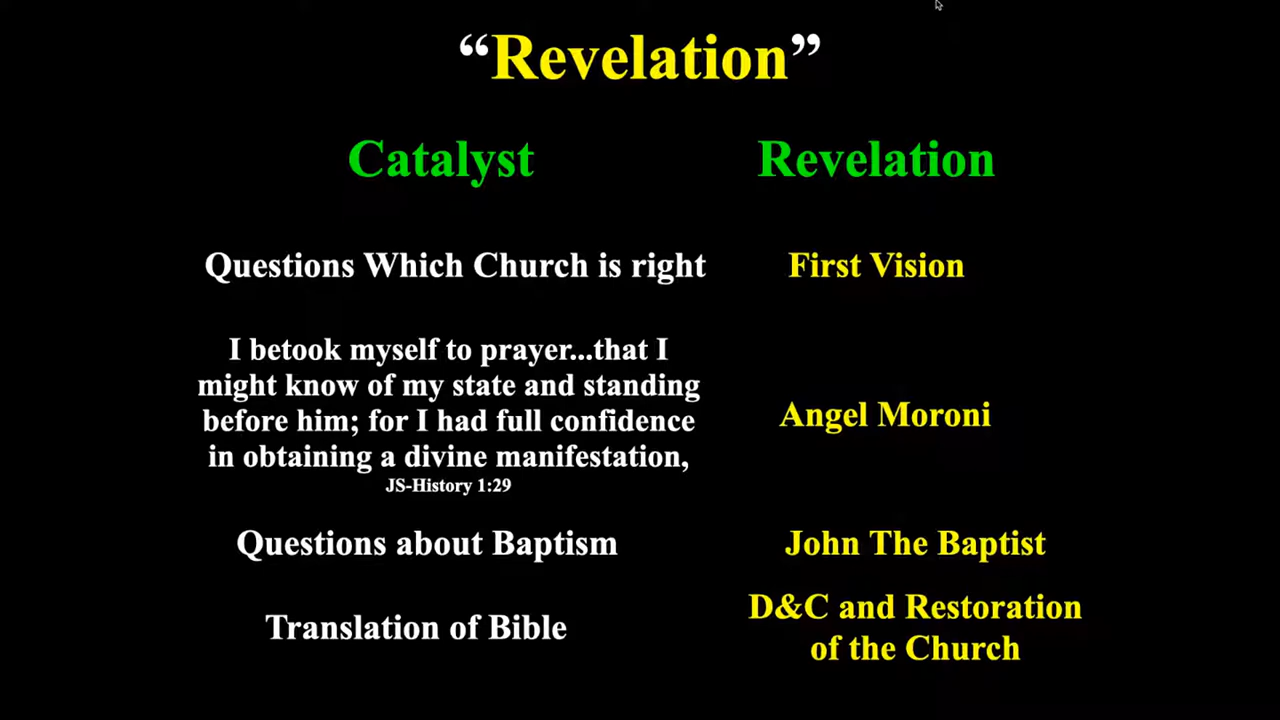 “Revelation”
Catalyst
Revelation
Questions Which Church is right
First Vision
I betook myself to prayer...that I
might know of my state and standing
before him; for I had full confidence
in obtaining a divine manifestation,
JS-History 1:29
Angel Moroni
Questions about Baptism
John The Baptist
Translation of Bible
D&C and Restoration
of the Church